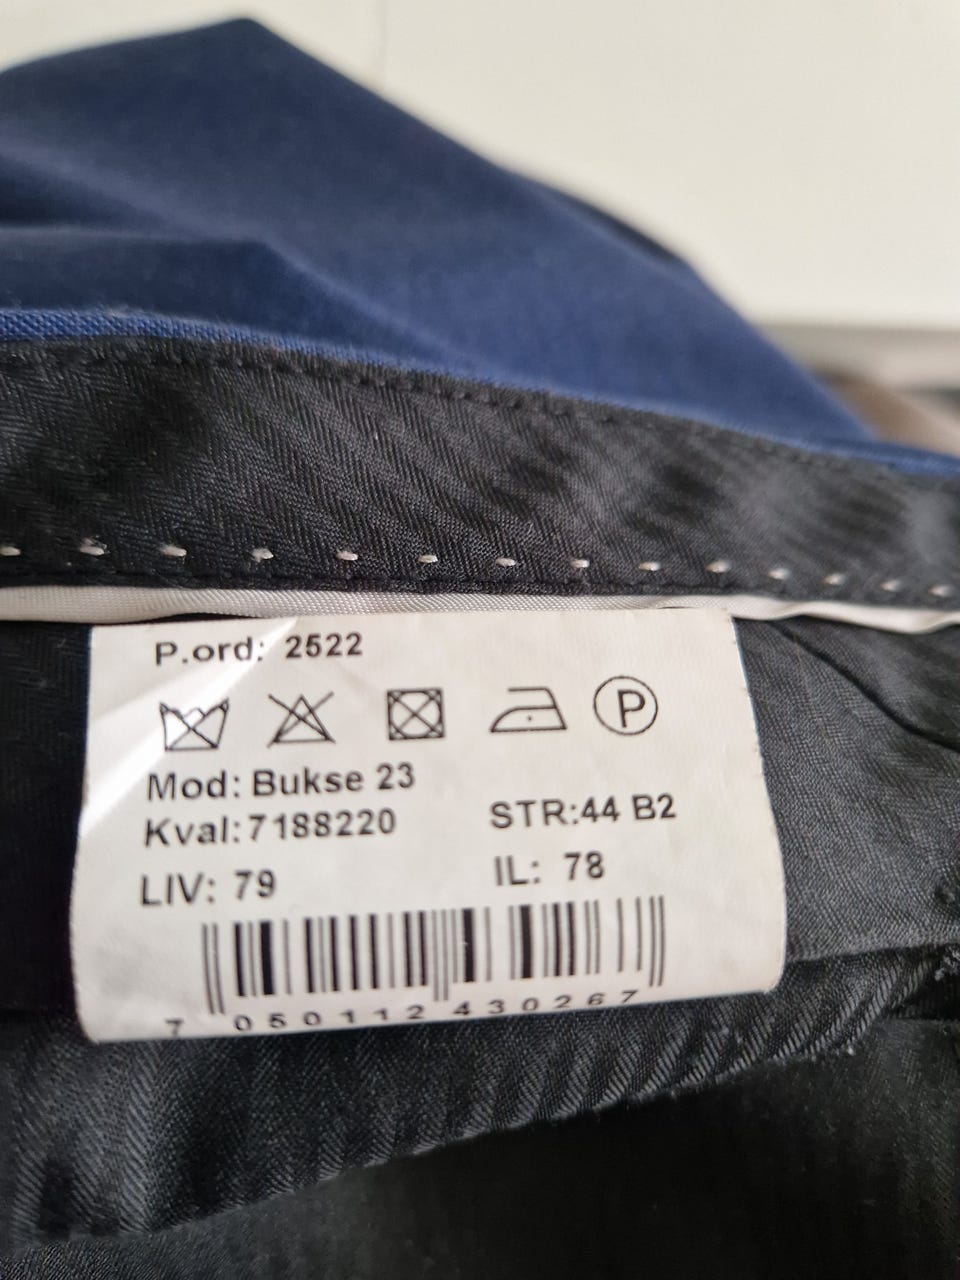 P.ord: 2522
P
Mod: Bukse 23
Kval: 7188220 STR:44 B2
LIV: 79 IL: 78
7 050112 430267